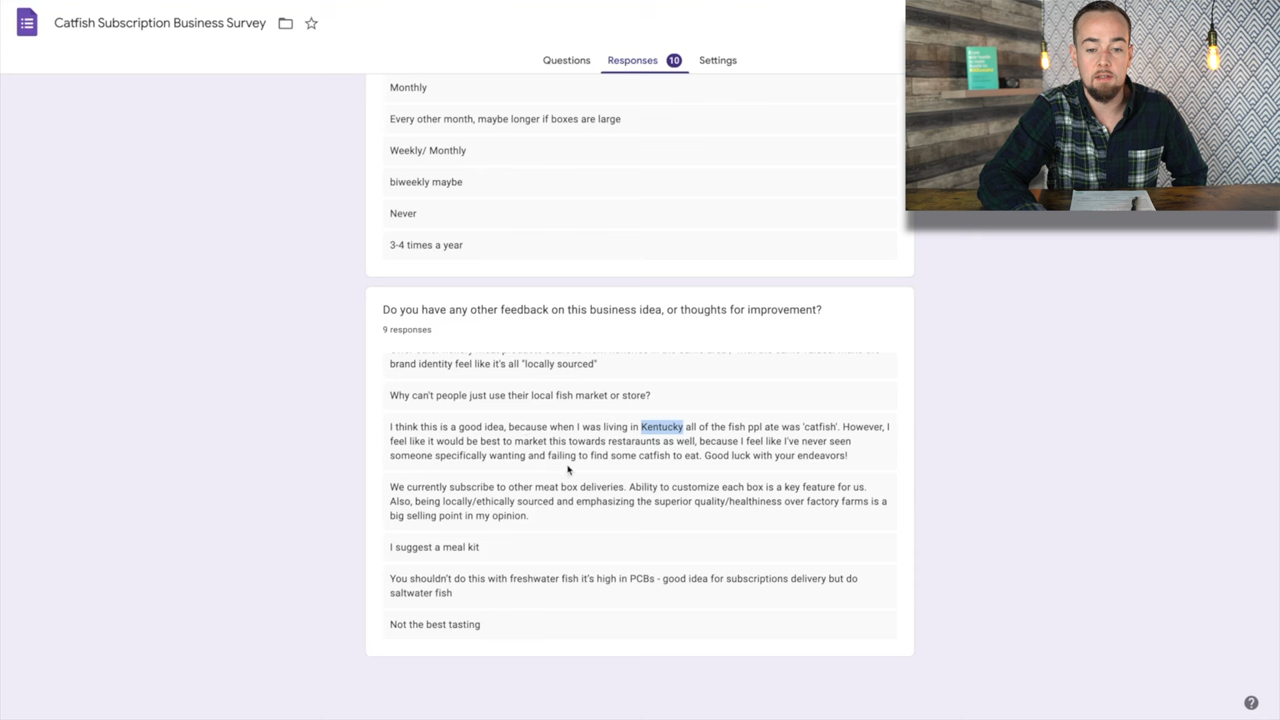 Catfish Subscription Business Survey
Questions
Responses 10
Settings
Monthly
Every other month, maybe longer if boxes are large
Weekly/ Monthly
biweekly maybe
Never
3-4 times a year
Do you have any other feedback on this business idea, or thoughts for improvement?
9 responses
brand identity feel like it's all "locally sourced"
Why can't people just use their local fish market or store?
I think this is a good idea, because when I was living in Kentucky all of the fish ppl ate was 'catfish'. However, I
feel like it would be best to market this towards restaraunts as well, because I feel like I've never seen
someone specifically wanting and failing to find some catfish to eat. Good luck with your endeavors!
We currently subscribe to other meat box deliveries. Ability to customize each box is a key feature for us.
Also, being locally/ethically sourced and emphasizing the superior quality/healthiness over factory farms is a
big selling point in my opinion.
I suggest a meal kit
You shouldn't do this with freshwater fish it's high in PCBs - good idea for subscriptions delivery but do
saltwater fish
Not the best tasting